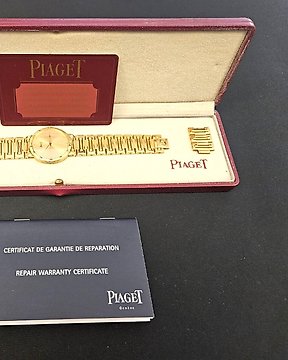 PIAGET
PIAGET
CERTIFICAT DE GARANTIE DE REPARATION
REPAIR WARRANTY CERTIFICATE
PIAGET
Genève